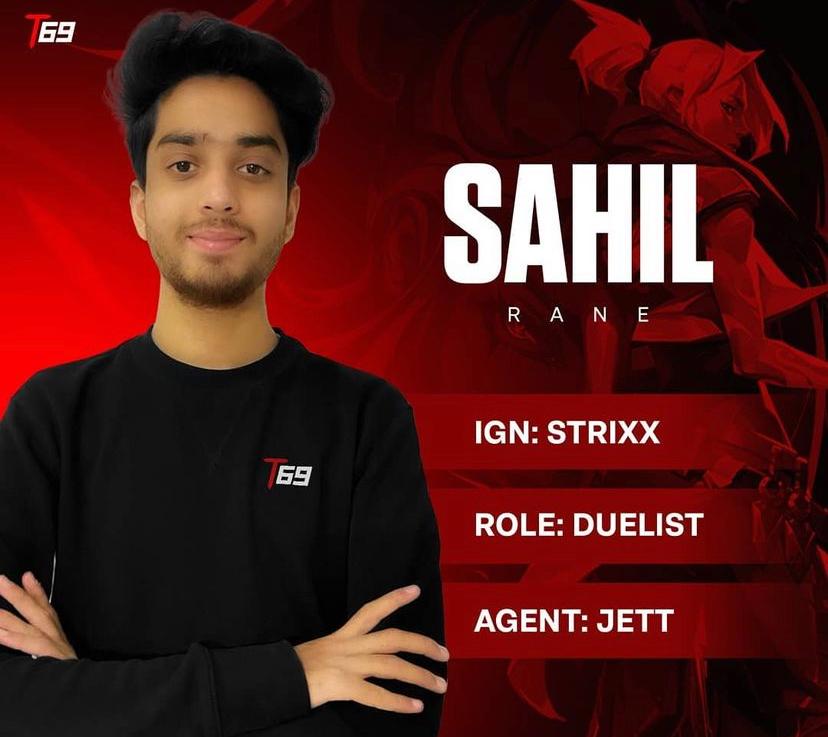 T69
SAHIL
RANE
IGN: STRIXX
T69
ROLE: DUELIST
AGENT: JETT